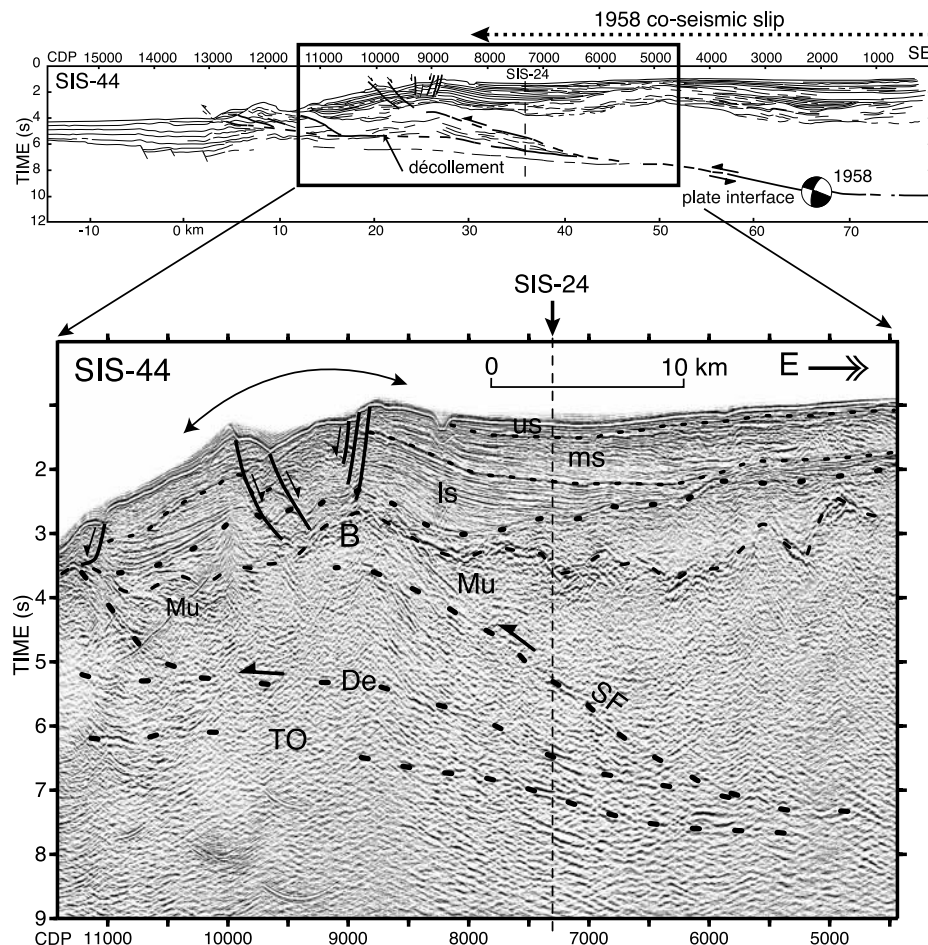 1958 co-seismic slip
CDP 15000 14000 13000 12000 11000 10000 9000 8000 7000 6000 5000 4000 3000 2000 1000 SE
SIS-44
SIS-24
0
2
4
6
8
10
12
TIME (s)
décollement
1958
plate interface
-10 0 km 10 20 30 40 50 60 70
SIS-24
SIS-44
0 10 km
E
us
ms
ls
B
Mu
Mu
SF
De
TO
2
3
4
5
6
7
8
9
TIME (s)
CDP 11000 10000 9000 8000 7000 6000 5000